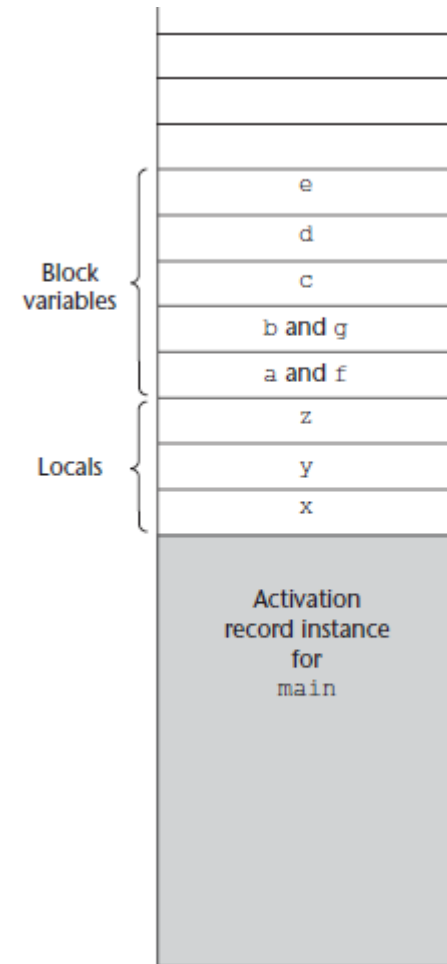 e
d
c
b and g
a and f
Block
variables
z
y
x
Locals
Activation
record instance
for
main